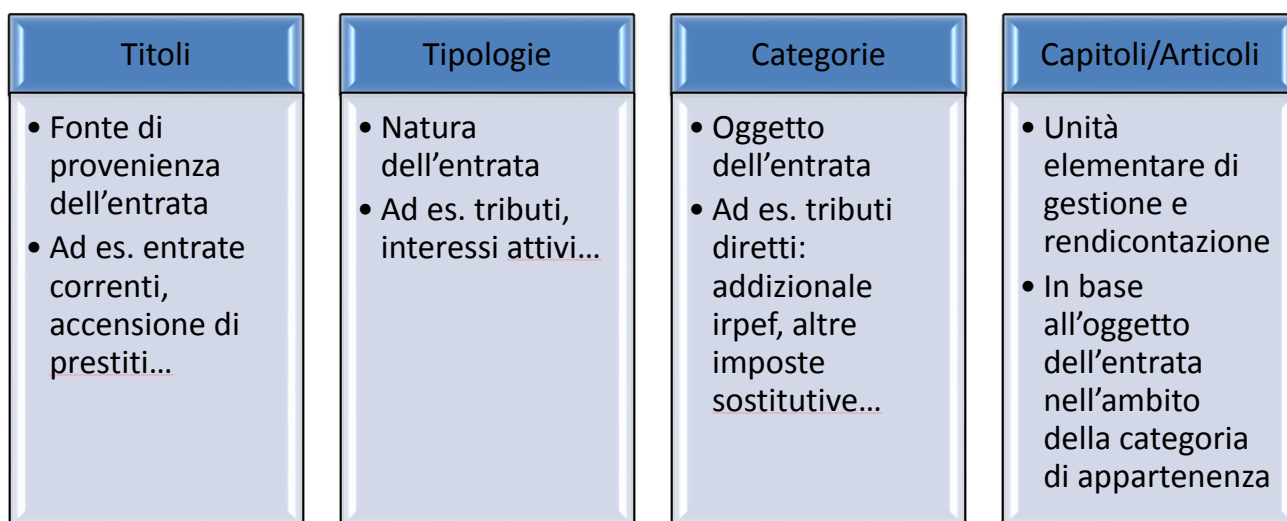 Titoli
• Fonte di
provenienza
dell’entrata
• Ad es. entrate
correnti,
accensione di
prestiti…
Tipologie
• Natura
dell’entrata
• Ad es. tributi,
interessi attivi…
Categorie
• Oggetto
dell’entrata
• Ad es. tributi
diretti:
addizionale
irpef, altre
imposte
sostitutive…
Capitoli/Articoli
• Unità
elementare di
gestione e
rendicontazione
• In base
all’oggetto
dell’entrata
nell’ambito
della categoria
di appartenenza